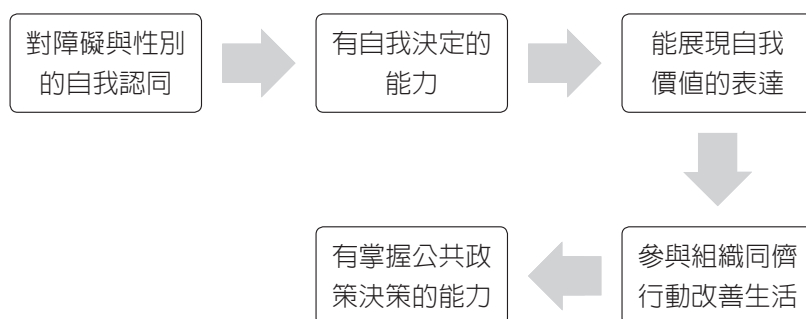 對障礙與性別
的自我認同
有自我決定的
能力
能展現自我
價值的表達
參與組織同儕
行動改善生活
有掌握公共政
策決策的能力